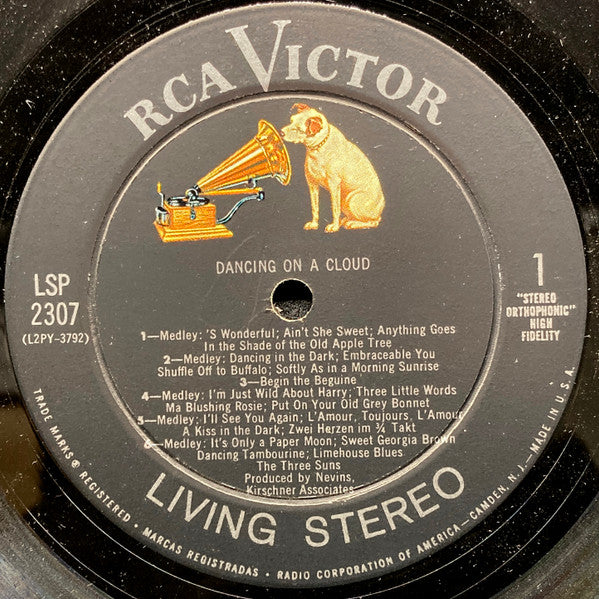 RCA VICTOR
DANCING ON A CLOUD
LSP
2307
(L2PY-3792)
1
"STEREO
ORTHOPHONIC"
HIGH
FIDELITY
1—Medley: 'S Wonderful; Ain't She Sweet; Anything Goes
In the Shade of the Old Apple Tree
2—Medley: Dancing in the Dark; Embraceable You
Shuffle Off to Buffalo; Softly As in a Morning Sunrise
3—Begin the Beguine
4—Medley: I'm Just Wild About Harry; Three Little Words
Ma Blushing Rosie; Put On Your Old Grey Bonnet
5—Medley: I'll See You Again; L'Amour, Toujours, L'Amour
A Kiss in the Dark; Zwei Herzen im ¾ Takt
6—Medley: It's Only a Paper Moon; Sweet Georgia Brown
Dancing Tambourine; Limehouse Blues
The Three Suns
Produced by Nevins,
Kirschner Associates
LIVING STEREO
TRADE MARKS ® REGISTERED • MARCAS REGISTRADAS • RADIO CORPORATION OF AMERICA—CAMDEN, N. J.—MADE IN U.S.A.